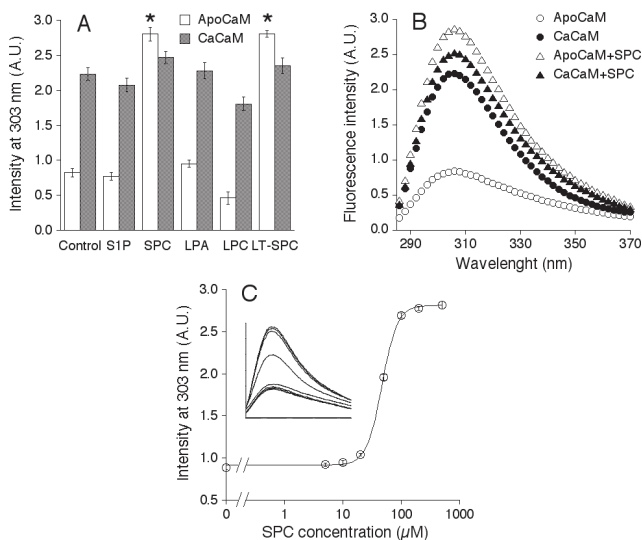 A
ApoCaM
CaCaM
*
*
Intensity at 303 nm (A.U.)
3.0
2.5
2.0
1.5
1.0
0.5
0.0
Control S1P SPC LPA LPC LT-SPC
B
ApoCaM
CaCaM
ApoCaM+SPC
CaCaM+SPC
Fluorescence intensity (A.U.)
3.0
2.5
2.0
1.5
1.0
0.5
0.0
290 310 330 350 370
Wavelenght (nm)
C
Intensity at 303 nm (A.U.)
3.0
2.5
2.0
1.5
1.0
0.5
0 1 10 100 1000
SPC concentration (µM)